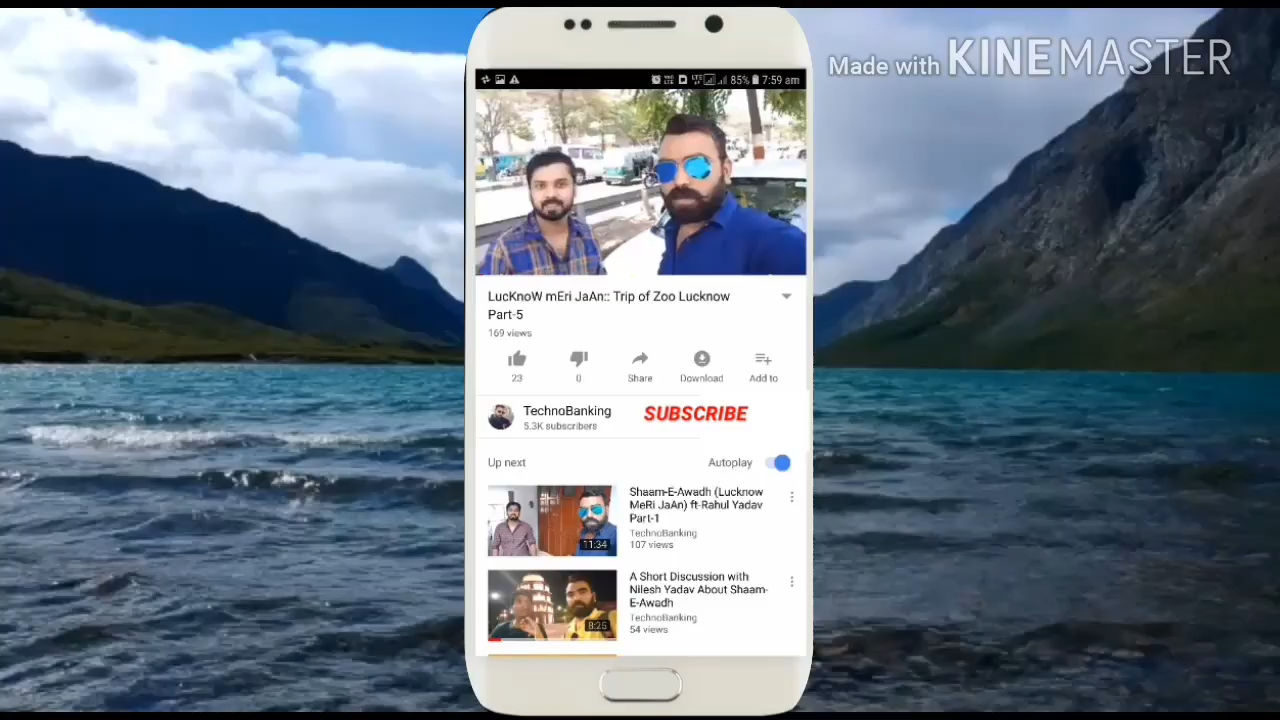 Made with KINEMASTER
85% 7:59 am
LucKnoW mEri JaAn:: Trip of Zoo Lucknow
Part-5
169 views
23
0
Share
Download
Add to
TechnoBanking
5.3K subscribers
SUBSCRIBE
Up next
Autoplay
Shaam-E-Awadh (Lucknow
MeRi JaAn) ft-Rahul Yadav
Part-1
TechnoBanking
107 views
11:34
A Short Discussion with
Nilesh Yadav About Shaam-
E-Awadh
TechnoBanking
54 views
8:25